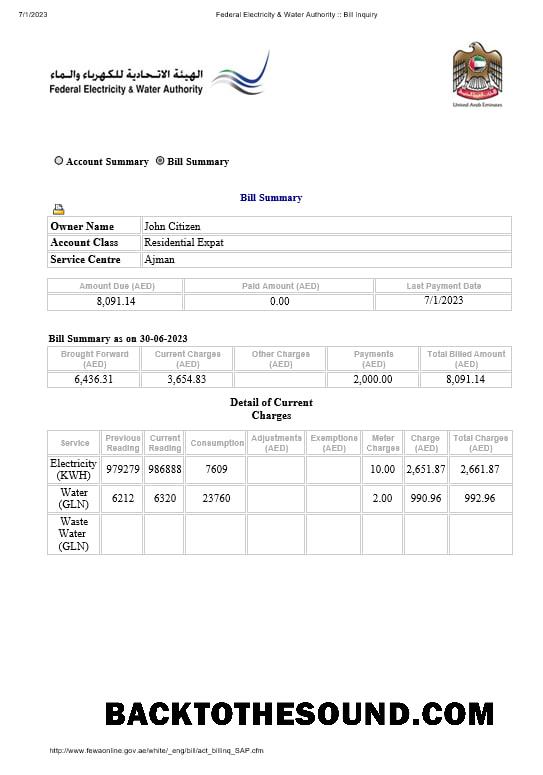 7/1/2023 Federal Electricity & Water Authority :: Bill Inquiry
الهيئة الاتحادية للكهرباء والماء
Federal Electricity & Water Authority
United Arab Emirates
Account Summary Bill Summary
Bill Summary
Owner Name John Citizen
Account Class Residential Expat
Service Centre Ajman
Amount Due (AED) Paid Amount (AED) Last Payment Date
8,091.14 0.00 7/1/2023
Bill Summary as on 30-06-2023
Brought Forward (AED) Current Charges (AED) Other Charges (AED) Payments (AED) Total Billed Amount (AED)
6,436.31 3,654.83 2,000.00 8,091.14
Detail of Current
Charges
Service Previous Reading Current Reading Consumption Adjustments (AED) Exemptions (AED) Meter Charges Charge (AED) Total Charges (AED)
Electricity (KWH) 979279 986888 7609 10.00 2,651.87 2,661.87
Water (GLN) 6212 6320 23760 2.00 990.96 992.96
Waste Water (GLN)
BACKTOTHESOUND.COM
http://www.fewaonline.gov.ae/white/_eng/bill/act_billinq_SAP.cfm